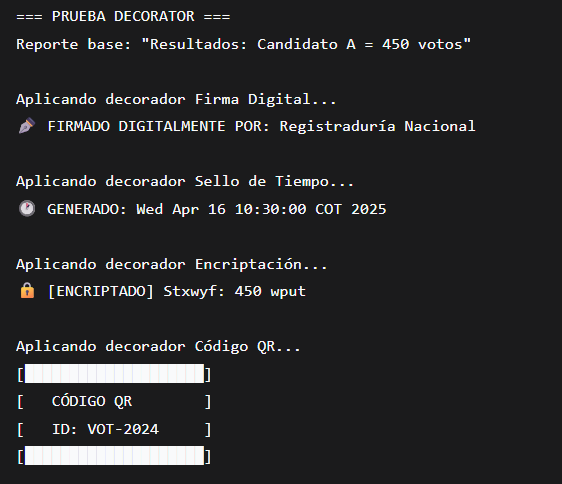 === PRUEBA DECORATOR ===
Reporte base: "Resultados: Candidato A = 450 votos"
Aplicando decorador Firma Digital...
FIRMADO DIGITALMENTE POR: Registraduría Nacional
Aplicando decorador Sello de Tiempo...
GENERADO: Wed Apr 16 10:30:00 COT 2025
Aplicando decorador Encriptación...
[ENCRIPTADO] Stxwyf: 450 wput
Aplicando decorador Código QR...
[████████████████████]
[   CÓDIGO QR        ]
[   ID: VOT-2024     ]
[████████████████████]